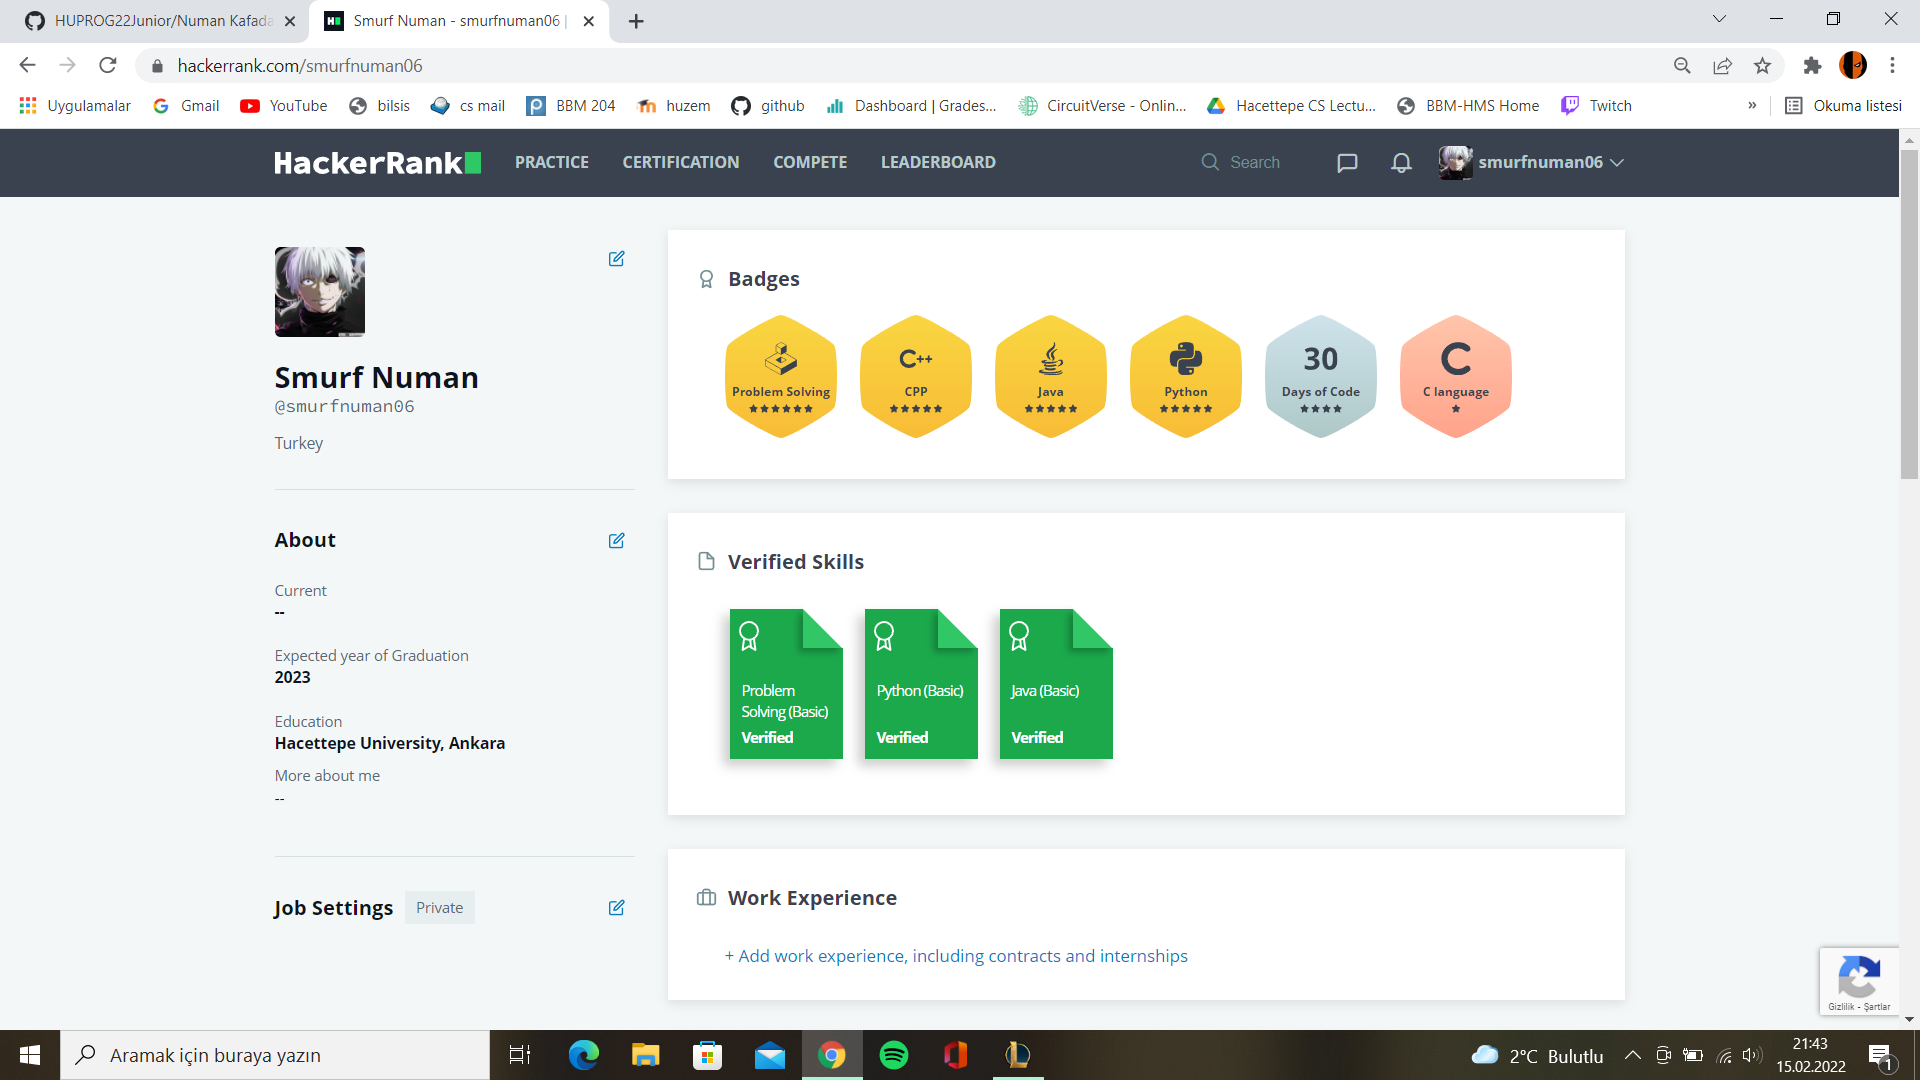 HUPROG22Junior/Numan Kafada
Smurf Numan - smurfnuman06 |
hackerrank.com/smurfnuman06
Uygulamalar
Gmail
YouTube
bilsis
cs mail
BBM 204
huzem
github
Dashboard | Grades...
CircuitVerse - Onlin...
Hacettepe CS Lectu...
BBM-HMS Home
Twitch
»
Okuma listesi
HackerRank
PRACTICE
CERTIFICATION
COMPETE
LEADERBOARD
Search
smurfnuman06
Smurf Numan
@smurfnuman06
Turkey
About
Current
--
Expected year of Graduation
2023
Education
Hacettepe University, Ankara
More about me
--
Job Settings
Private
Badges
Problem Solving
C++
CPP
Java
Python
30
Days of Code
C
C language
Verified Skills
Problem
Solving (Basic)
Verified
Python (Basic)
Verified
Java (Basic)
Verified
Work Experience
+ Add work experience, including contracts and internships
Gizlilik - Şartlar
Aramak için buraya yazın
2°C Bulutlu
21:43
15.02.2022
1